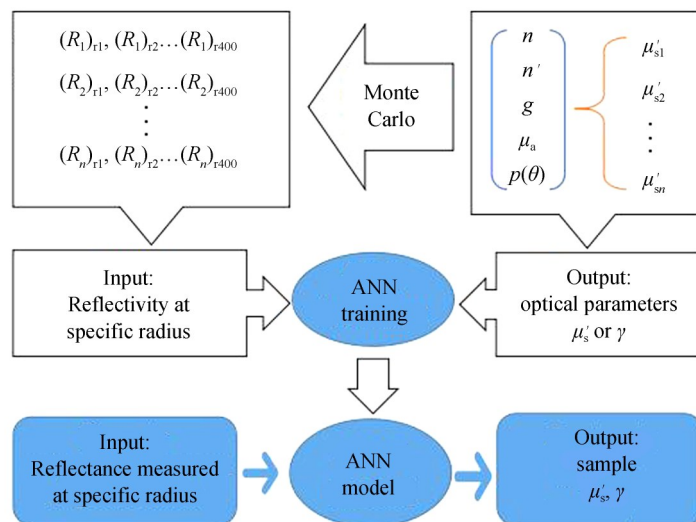 (R₁)r1, (R₁)r2…(R₁)r400
(R₂)r1, (R₂)r2…(R₂)r400
⋮
(Rₙ)r1, (Rₙ)r2…(Rₙ)r400
Monte
Carlo
n
n′
g
μa
p(θ)
μ′s1
μ′s2
⋮
μ′sn
Input:
Reflectivity at
specific radius
ANN
training
Output:
optical parameters
μ′s or γ
Input:
Reflectance measured
at specific radius
ANN
model
Output:
sample
μ′s, γ